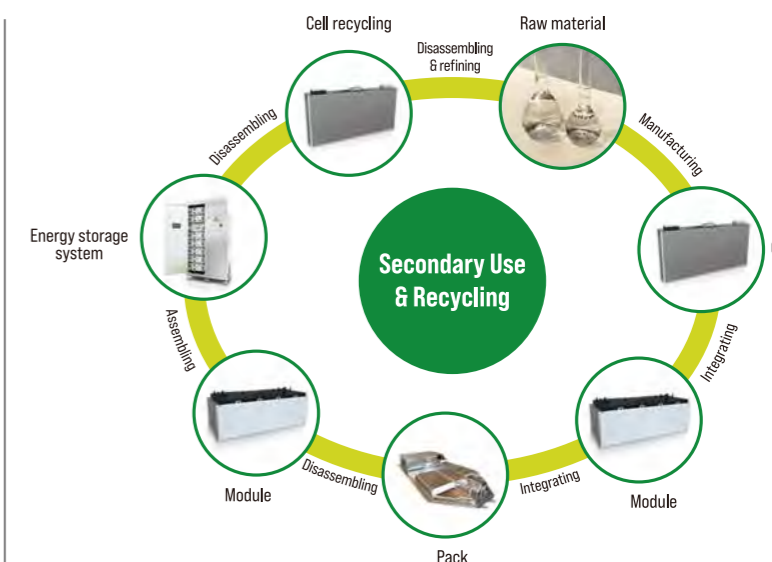 Cell recycling
Disassembling
& refining
Raw material
Manufacturing
Integrating
Module
Integrating
Pack
Disassembling
Module
Assembling
Energy storage
system
Disassembling
Secondary Use
& Recycling